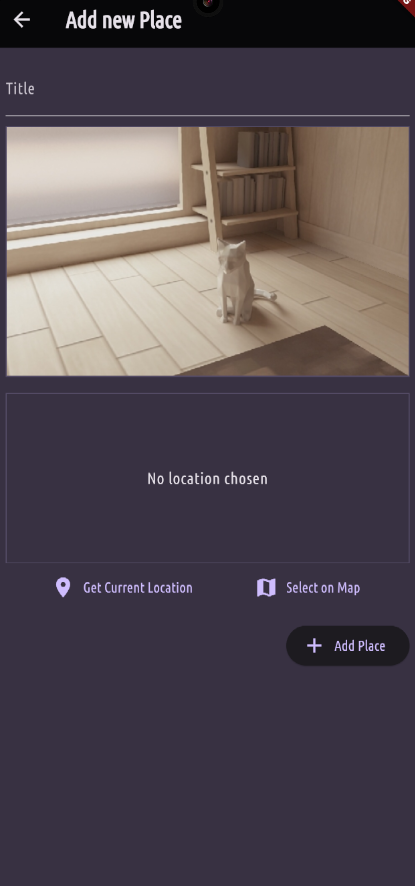 Add new Place
Title
No location chosen
Get Current Location
Select on Map
Add Place